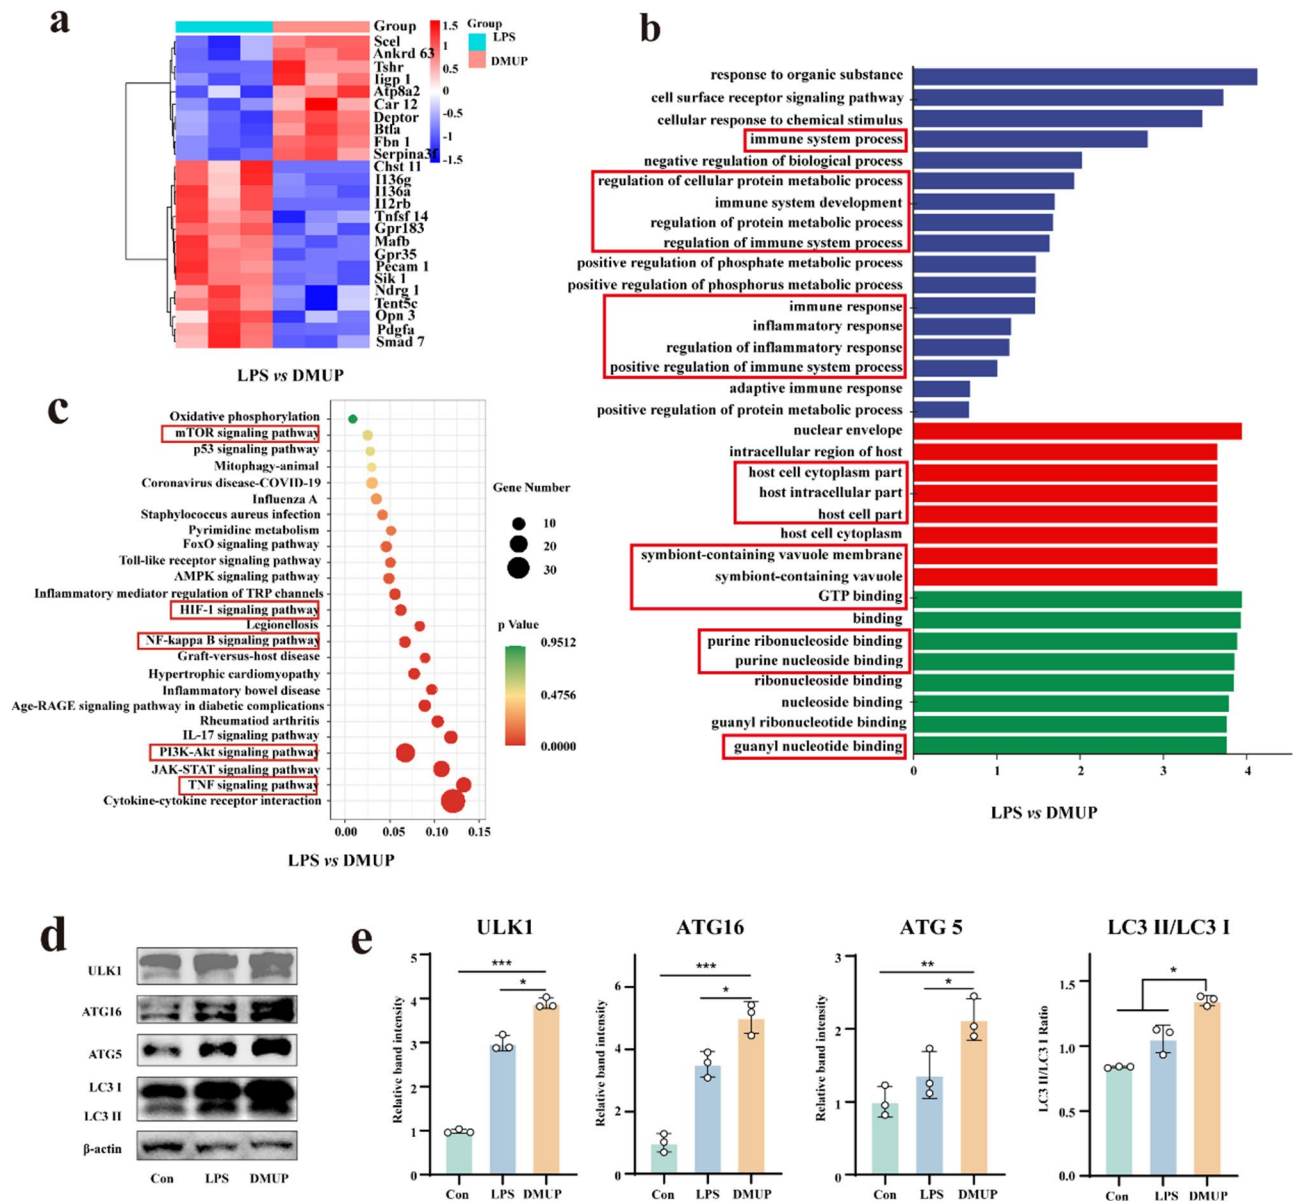 a
Group
Scel
Ankrd 63
Tshr
Iigp 1
Atp8a2
Car 12
Deptor
Btla
Fbn 1
Serpina3f
Chst 11
I136g
I136a
I12rb
Tnfsf 14
Gpr183
Mafb
Gpr35
Pecam 1
Sik 1
Ndrg 1
Tent5c
Opn 3
Pdgfa
Smad 7
1.5
1
0.5
0
-0.5
-1
-1.5
Group
LPS
DMUP
LPS vs DMUP
b
response to organic substance
cell surface receptor signaling pathway
cellular response to chemical stimulus
immune system process
negative regulation of biological process
regulation of cellular protein metabolic process
immune system development
regulation of protein metabolic process
regulation of immune system process
positive regulation of phosphate metabolic process
positive regulation of phosphorus metabolic process
immune response
inflammatory response
regulation of inflammatory response
positive regulation of immune system process
adaptive immune response
positive regulation of protein metabolic process
nuclear envelope
intracellular region of host
host cell cytoplasm part
host intracellular part
host cell part
host cell cytoplasm
symbiont-containing vavuole membrane
symbiont-containing vavuole
GTP binding
binding
purine ribonucleoside binding
purine nucleoside binding
ribonucleoside binding
nucleoside binding
guanyl ribonucleotide binding
guanyl nucleotide binding
0 1 2 3 4
LPS vs DMUP
c
Oxidative phosphorylation
mTOR signaling pathway
p53 signaling pathway
Mitophagy-animal
Coronavirus disease-COVID-19
Influenza A
Staphylococcus aureus infection
Pyrimidine metabolism
FoxO signaling pathway
Toll-like receptor signaling pathway
AMPK signaling pathway
Inflammatory mediator regulation of TRP channels
HIF-1 signaling pathway
Legionellosis
NF-kappa B signaling pathway
Graft-versus-host disease
Hypertrophic cardiomyopathy
Inflammatory bowel disease
Age-RAGE signaling pathway in diabetic complications
Rheumatiod arthritis
IL-17 signaling pathway
PI3K-Akt signaling pathway
JAK-STAT signaling pathway
TNF signaling pathway
Cytokine-cytokine receptor interaction
0.00 0.05 0.10 0.15
LPS vs DMUP
Gene Number
10
20
30
p Value
0.9512
0.4756
0.0000
d
ULK1
ATG16
ATG5
LC3 I
LC3 II
β-actin
Con LPS DMUP
e
ULK1
Relative band intensity
5
4
3
2
1
0
***
*
Con LPS DMUP
ATG16
Relative band intensity
6
4
2
0
***
*
Con LPS DMUP
ATG 5
Relative band intensity
3
2
1
0
**
*
Con LPS DMUP
LC3 II/LC3 I
LC3 II/LC3 I Ratio
1.5
1.0
0.5
0.0
*
Con LPS DMUP